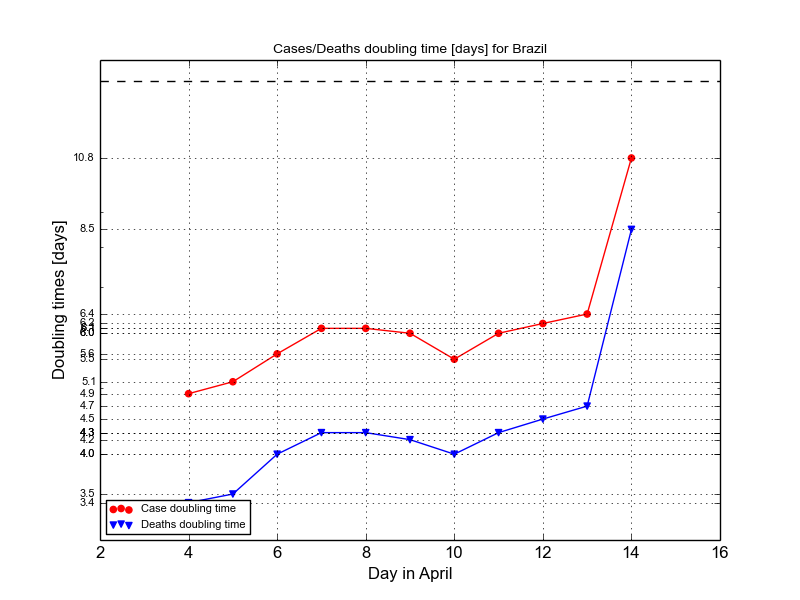 Cases/Deaths doubling time [days] for Brazil
Doubling times [days]
10.8
8.5
6.4
6.2
6.1
6.0
5.6
5.5
5.1
4.9
4.7
4.5
4.3
4.2
4.0
3.5
3.4
Case doubling time
Deaths doubling time
2 4 6 8 10 12 14 16
Day in April